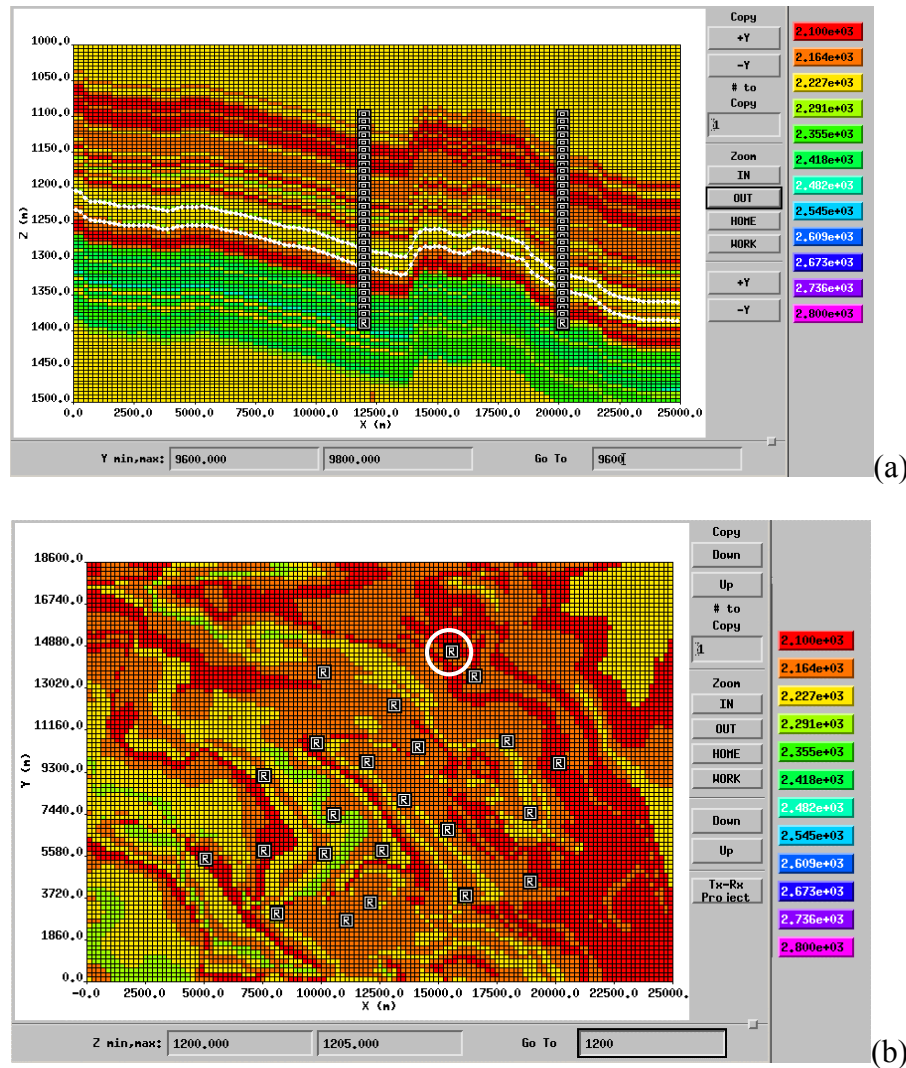 Copy
+Y
-Y
# to
Copy
1
Zoom
IN
OUT
HOME
WORK
+Y
-Y
2.100e+03
2.164e+03
2.227e+03
2.291e+03
2.355e+03
2.418e+03
2.482e+03
2.545e+03
2.609e+03
2.673e+03
2.736e+03
2.800e+03
1000.0
1050.0
1100.0
1150.0
1200.0
1250.0
1300.0
1350.0
1400.0
1450.0
1500.0
Z (m)
R R
0.0 2500.0 5000.0 7500.0 10000.0 12500.0 15000.0 17500.0 20000.0 22500.0 25000.0
X (m)
Y min,max: 9600.000 9800.000 Go To 9600
(a)
Copy
Down
Up
# to
Copy
1
Zoom
IN
OUT
HOME
WORK
Down
Up
Tx-Rx
Project
2.100e+03
2.164e+03
2.227e+03
2.291e+03
2.355e+03
2.418e+03
2.482e+03
2.545e+03
2.609e+03
2.673e+03
2.736e+03
2.800e+03
18600.0
16740.0
14880.0
13020.0
11160.0
9300.0
7440.0
5580.0
3720.0
1860.0
0.0
Y (m)
R
R R
R
R R R
R R
R
R
R R
R
R R R R
R
R R
R R
-0.0 2500.0 5000.0 7500.0 10000.0 12500.0 15000.0 17500.0 20000.0 22500.0 25000.0
X (m)
Z min,max: 1200.000 1205.000 Go To 1200
(b)